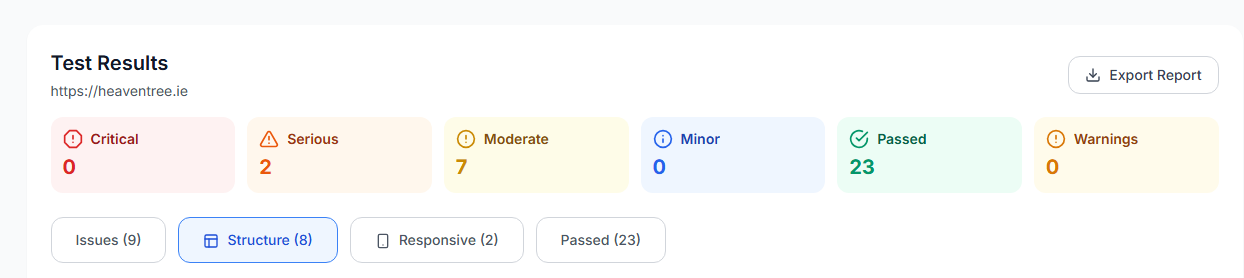 Test Results
https://heaventree.ie
Export Report
Critical
0
Serious
2
Moderate
7
Minor
0
Passed
23
Warnings
0
Issues (9)
Structure (8)
Responsive (2)
Passed (23)